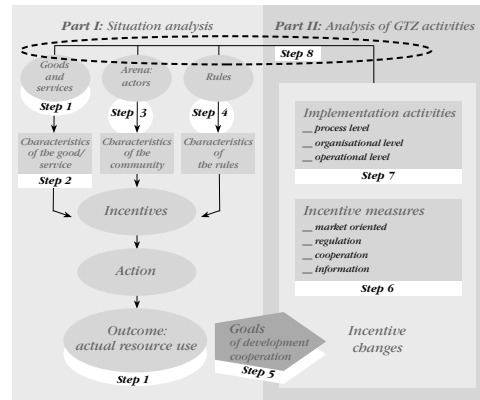 Part I: Situation analysis
Part II: Analysis of GTZ activities
Step 8
Goods
and
services
Step 1
Arena:
actors
Step 3
Rules
Step 4
Characteristics
of the good/
service
Step 2
Characteristics
of the
community
Characteristics
of
the rules
Incentives
Action
Outcome:
actual resource use
Step 1
Goals
of development
cooperation
Step 5
Implementation activities
__ process level
__ organisational level
__ operational level
Step 7
Incentive measures
__ market oriented
__ regulation
__ cooperation
__ information
Step 6
Incentive
changes